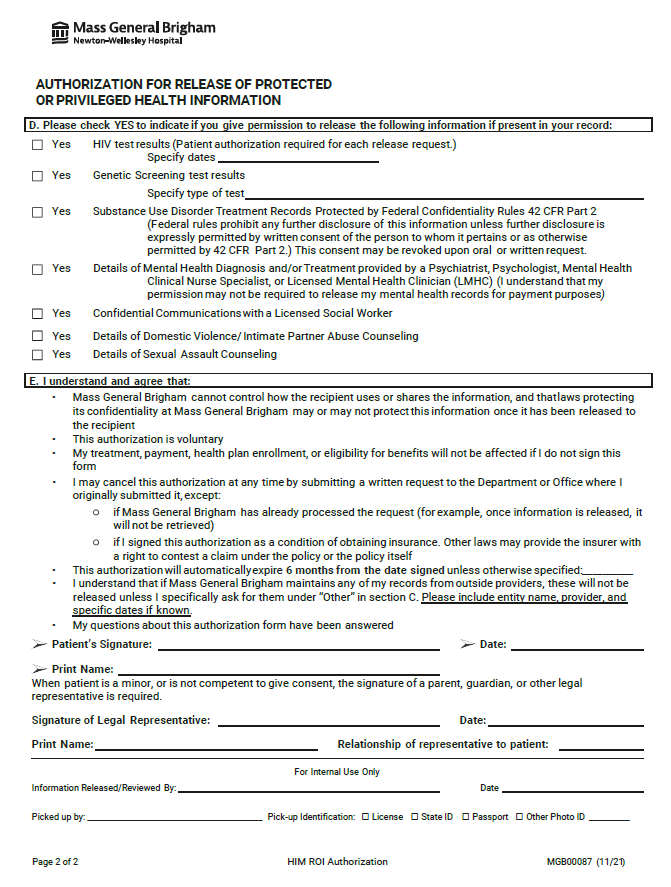 Mass General Brigham
Newton-Wellesley Hospital
AUTHORIZATION FOR RELEASE OF PROTECTED
OR PRIVILEGED HEALTH INFORMATION
D. Please check YES to indicate if you give permission to release the following information if present in your record:
☐ Yes HIV test results (Patient authorization required for each release request.)
Specify dates
☐ Yes Genetic Screening test results
Specify type of test
☐ Yes Substance Use Disorder Treatment Records Protected by Federal Confidentiality Rules 42 CFR Part 2
(Federal rules prohibit any further disclosure of this information unless further disclosure is
expressly permitted by written consent of the person to whom it pertains or as otherwise
permitted by 42 CFR Part 2.) This consent may be revoked upon oral or written request.
☐ Yes Details of Mental Health Diagnosis and/or Treatment provided by a Psychiatrist, Psychologist, Mental Health
Clinical Nurse Specialist, or Licensed Mental Health Clinician (LMHC) (I understand that my
permission may not be required to release my mental health records for payment purposes)
☐ Yes Confidential Communications with a Licensed Social Worker
☐ Yes Details of Domestic Violence/ Intimate Partner Abuse Counseling
☐ Yes Details of Sexual Assault Counseling
E. I understand and agree that:
• Mass General Brigham cannot control how the recipient uses or shares the information, and that laws protecting
its confidentiality at Mass General Brigham may or may not protect this information once it has been released to
the recipient
• This authorization is voluntary
• My treatment, payment, health plan enrollment, or eligibility for benefits will not be affected if I do not sign this
form
• I may cancel this authorization at any time by submitting a written request to the Department or Office where I
originally submitted it, except:
○ if Mass General Brigham has already processed the request (for example, once information is released, it
will not be retrieved)
○ if I signed this authorization as a condition of obtaining insurance. Other laws may provide the insurer with
a right to contest a claim under the policy or the policy itself
• This authorization will automatically expire 6 months from the date signed unless otherwise specified:
• I understand that if Mass General Brigham maintains any of my records from outside providers, these will not be
released unless I specifically ask for them under “Other” in section C. Please include entity name, provider, and
specific dates if known.
• My questions about this authorization form have been answered
➢ Patient’s Signature: ➢ Date:
➢ Print Name:
When patient is a minor, or is not competent to give consent, the signature of a parent, guardian, or other legal
representative is required.
Signature of Legal Representative: Date:
Print Name: Relationship of representative to patient:
For Internal Use Only
Information Released/Reviewed By: Date
Picked up by: Pick-up Identification: ☐ License ☐ State ID ☐ Passport ☐ Other Photo ID
Page 2 of 2 HIM ROI Authorization MGB00087 (11/21)